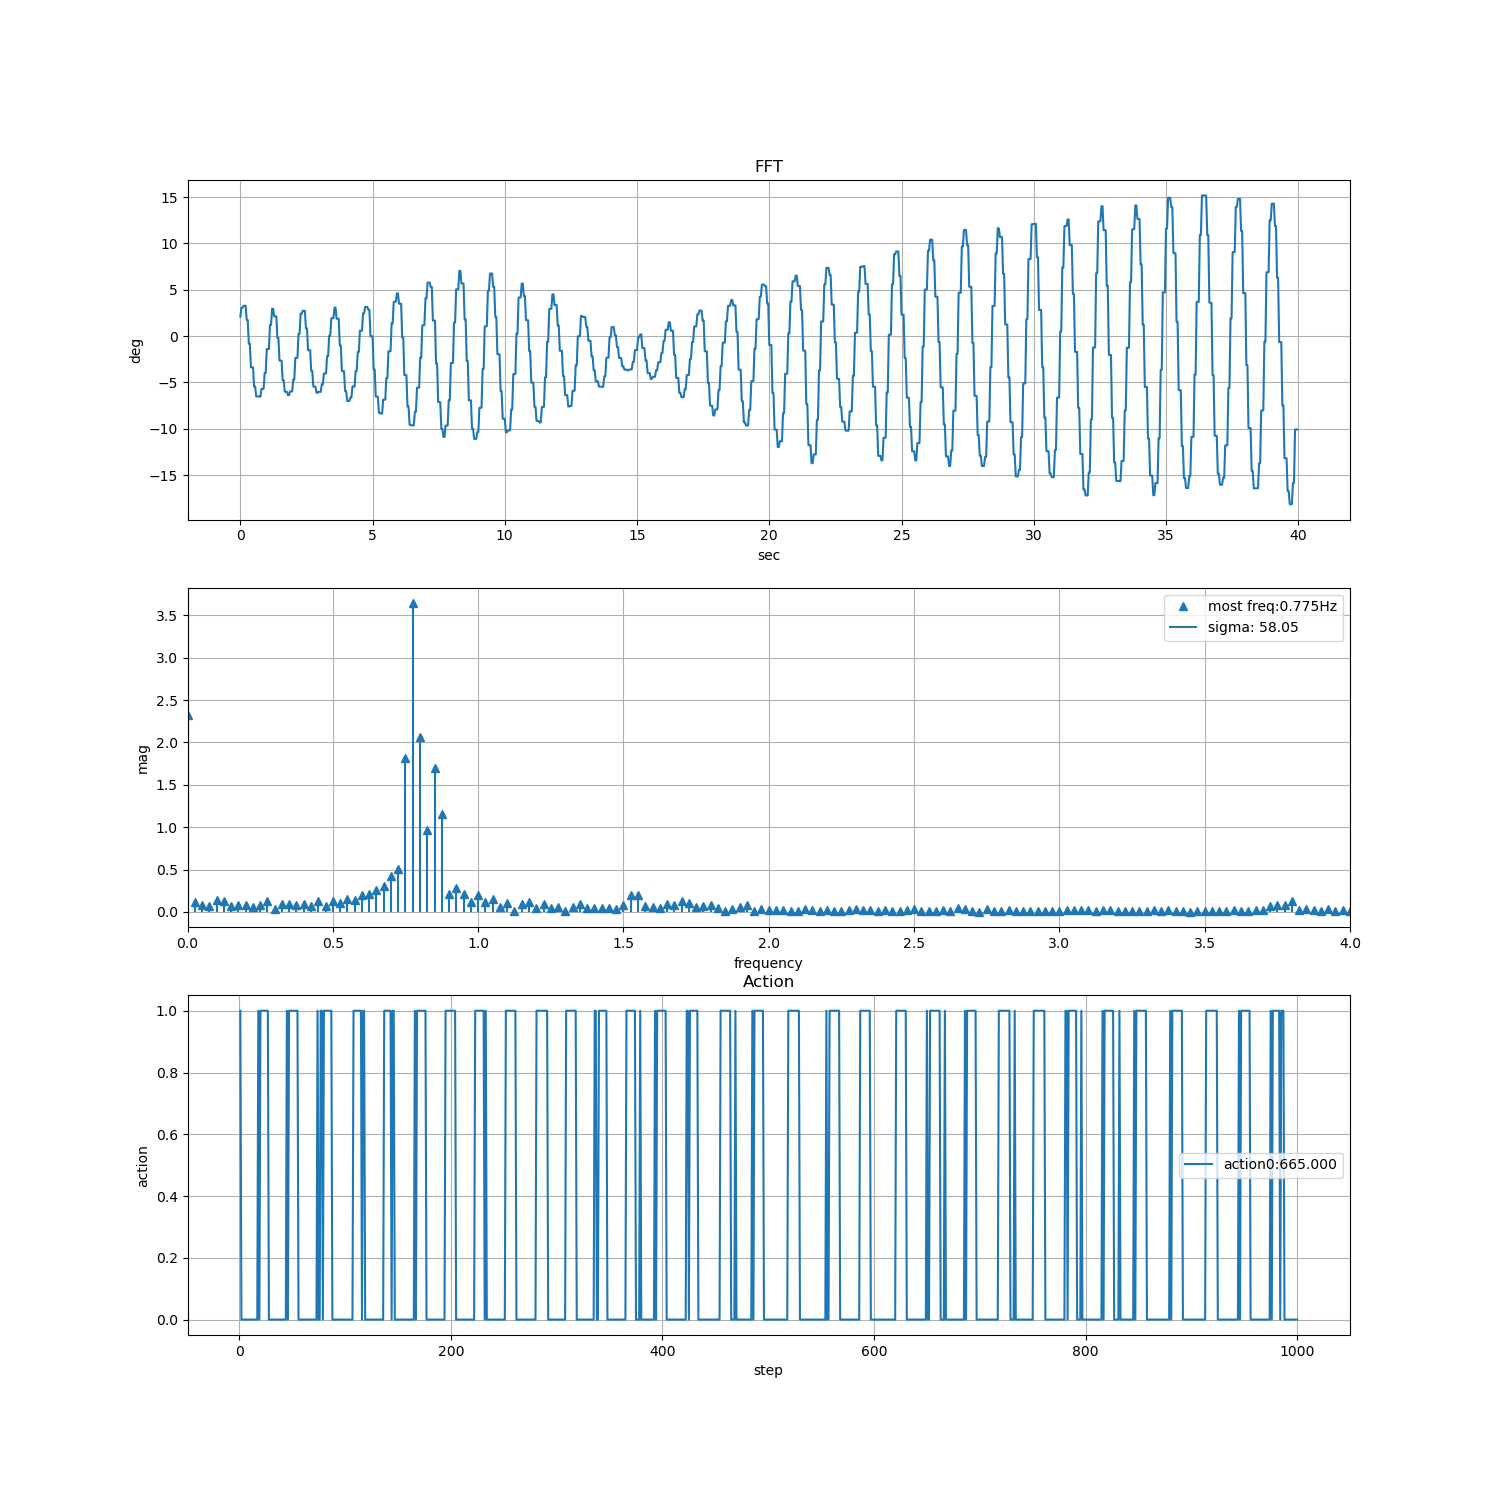 FFT
15
10
5
0
−5
−10
−15
deg
0 5 10 15 20 25 30 35 40
sec
3.5
3.0
2.5
2.0
1.5
1.0
0.5
0.0
mag
most freq:0.775Hz
sigma: 58.05
0.0 0.5 1.0 1.5 2.0 2.5 3.0 3.5 4.0
frequency
Action
1.0
0.8
0.6
0.4
0.2
0.0
action
action0:665.000
0 200 400 600 800 1000
step